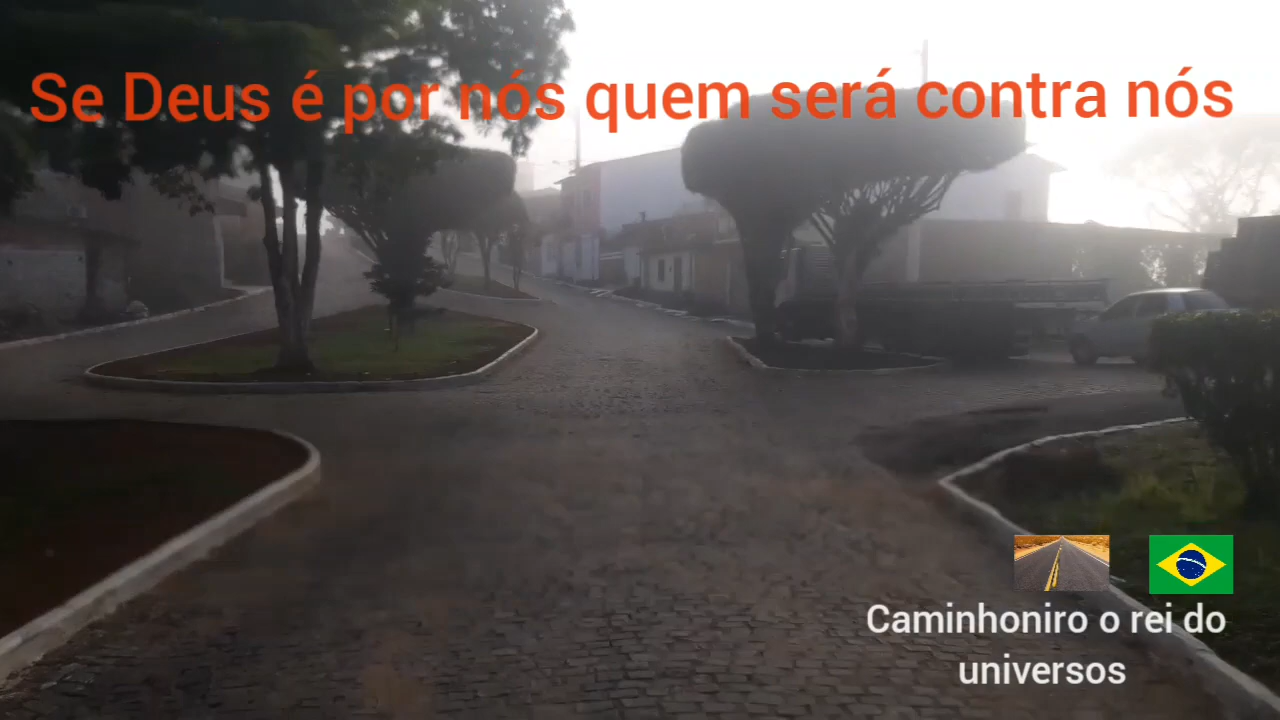 Se Deus é por nós quem será contra nós
Caminhoniro o rei do
universos